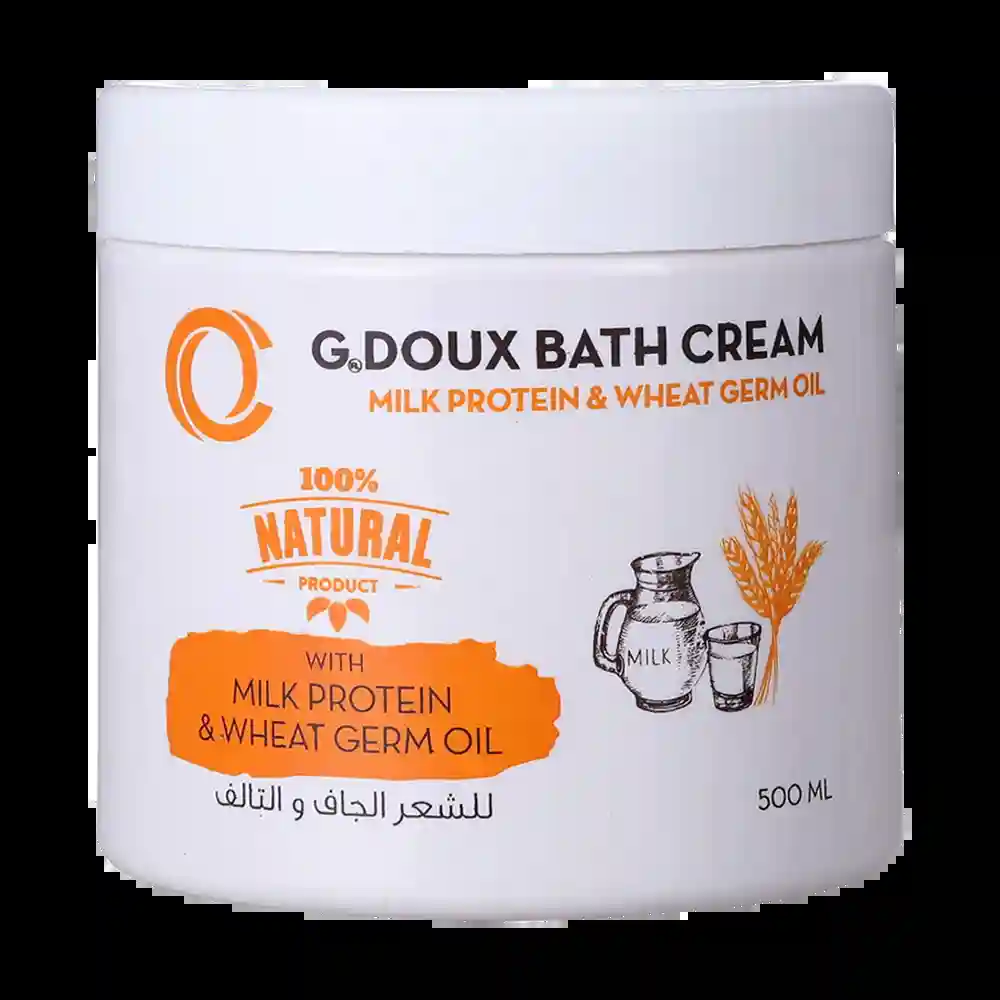 G®DOUX BATH CREAM
MILK PROTEIN & WHEAT GERM OIL
100%
NATURAL
PRODUCT
WITH
MILK PROTEIN
& WHEAT GERM OIL
للشعر الجاف و التالف
MILK
500 ML